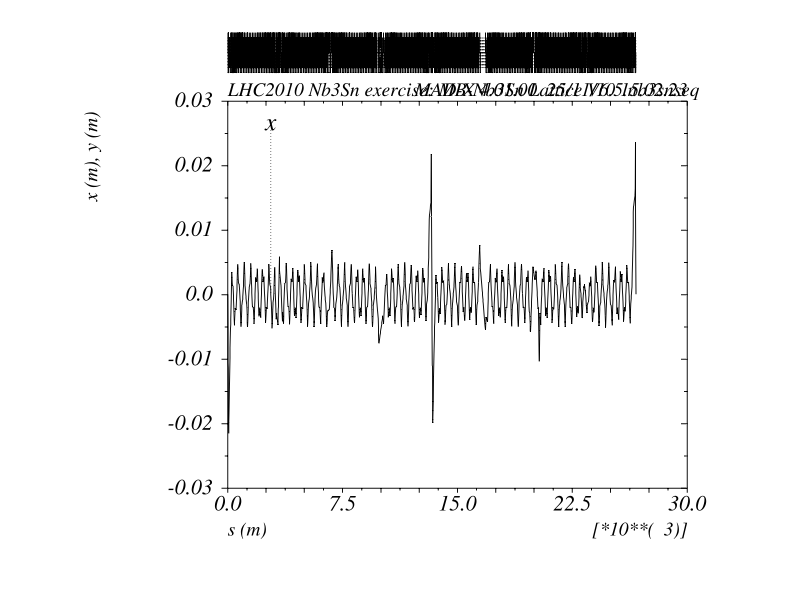 LHC2010 Nb3Sn exercise
0.03
x
0.02
0.01
0.0
-0.01
-0.02
-0.03
x (m), y (m)
0.0 7.5 15.0 22.5 30.0
s (m) [*10**( 3)]